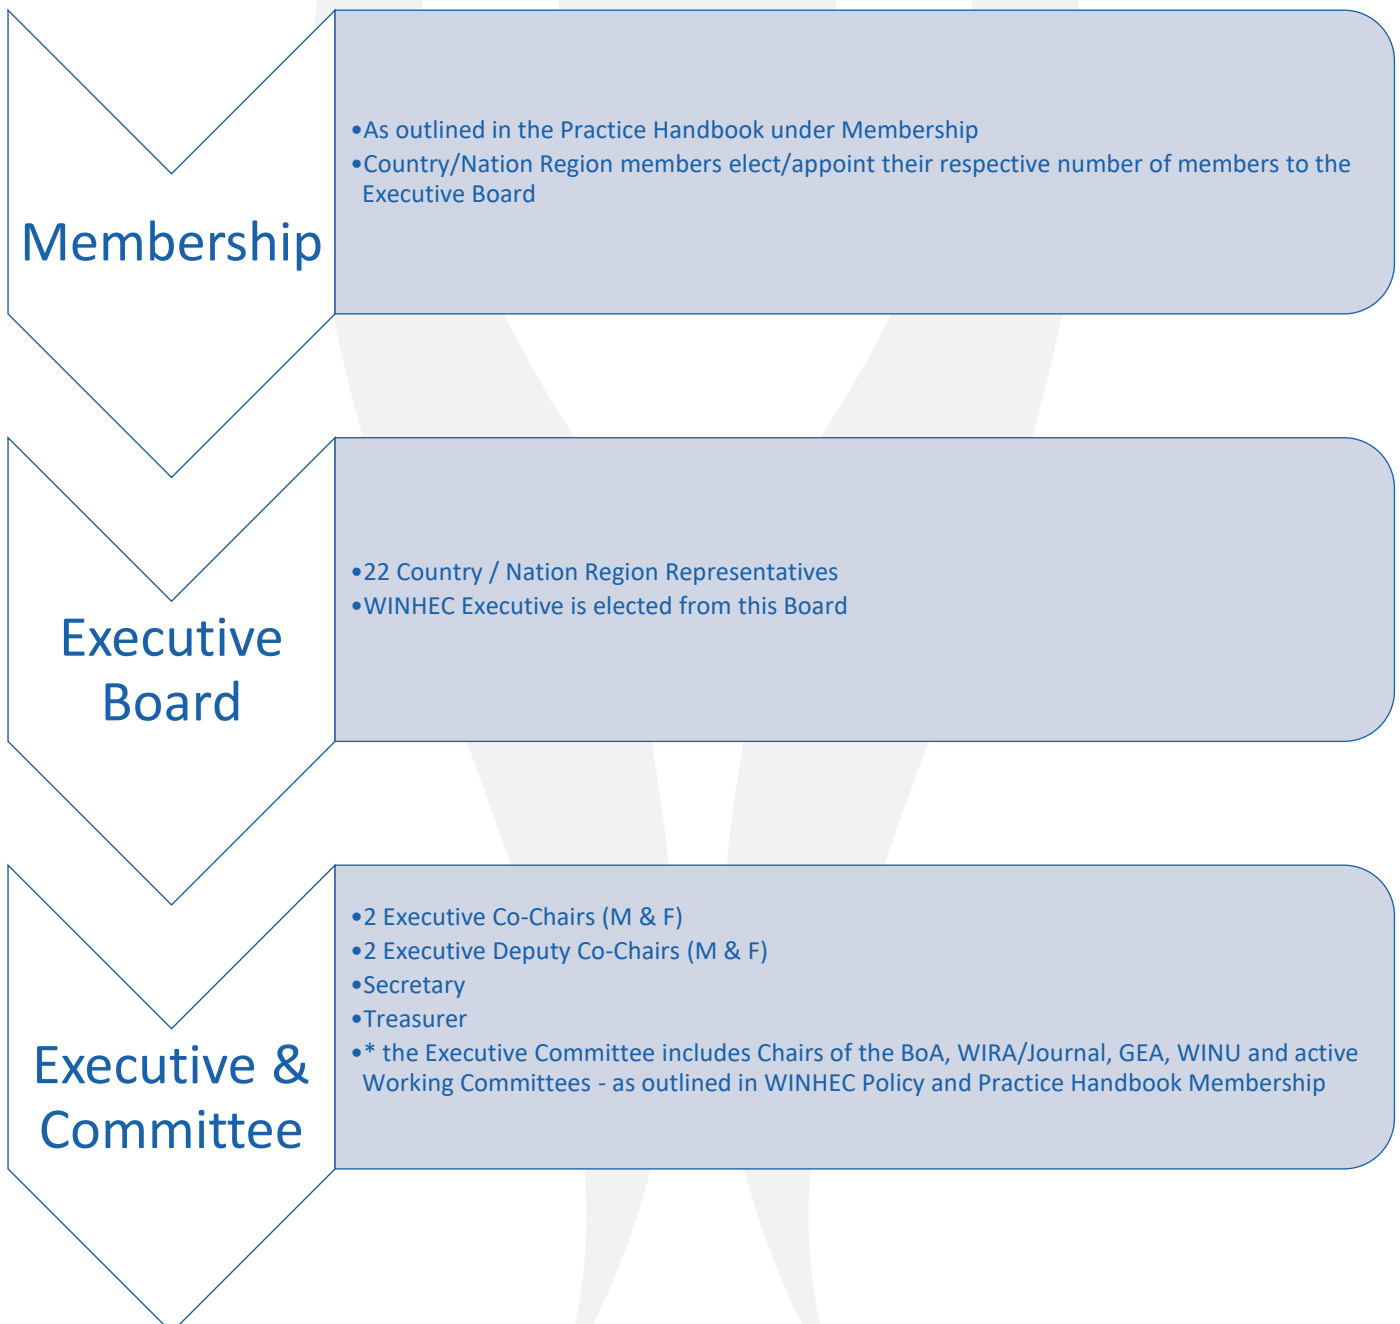 Membership
•As outlined in the Practice Handbook under Membership
•Country/Nation Region members elect/appoint their respective number of members to the
Executive Board
Executive
Board
•22 Country / Nation Region Representatives
•WINHEC Executive is elected from this Board
Executive &
Committee
•2 Executive Co-Chairs (M & F)
•2 Executive Deputy Co-Chairs (M & F)
•Secretary
•Treasurer
•* the Executive Committee includes Chairs of the BoA, WIRA/Journal, GEA, WINU and active
Working Committees - as outlined in WINHEC Policy and Practice Handbook Membership